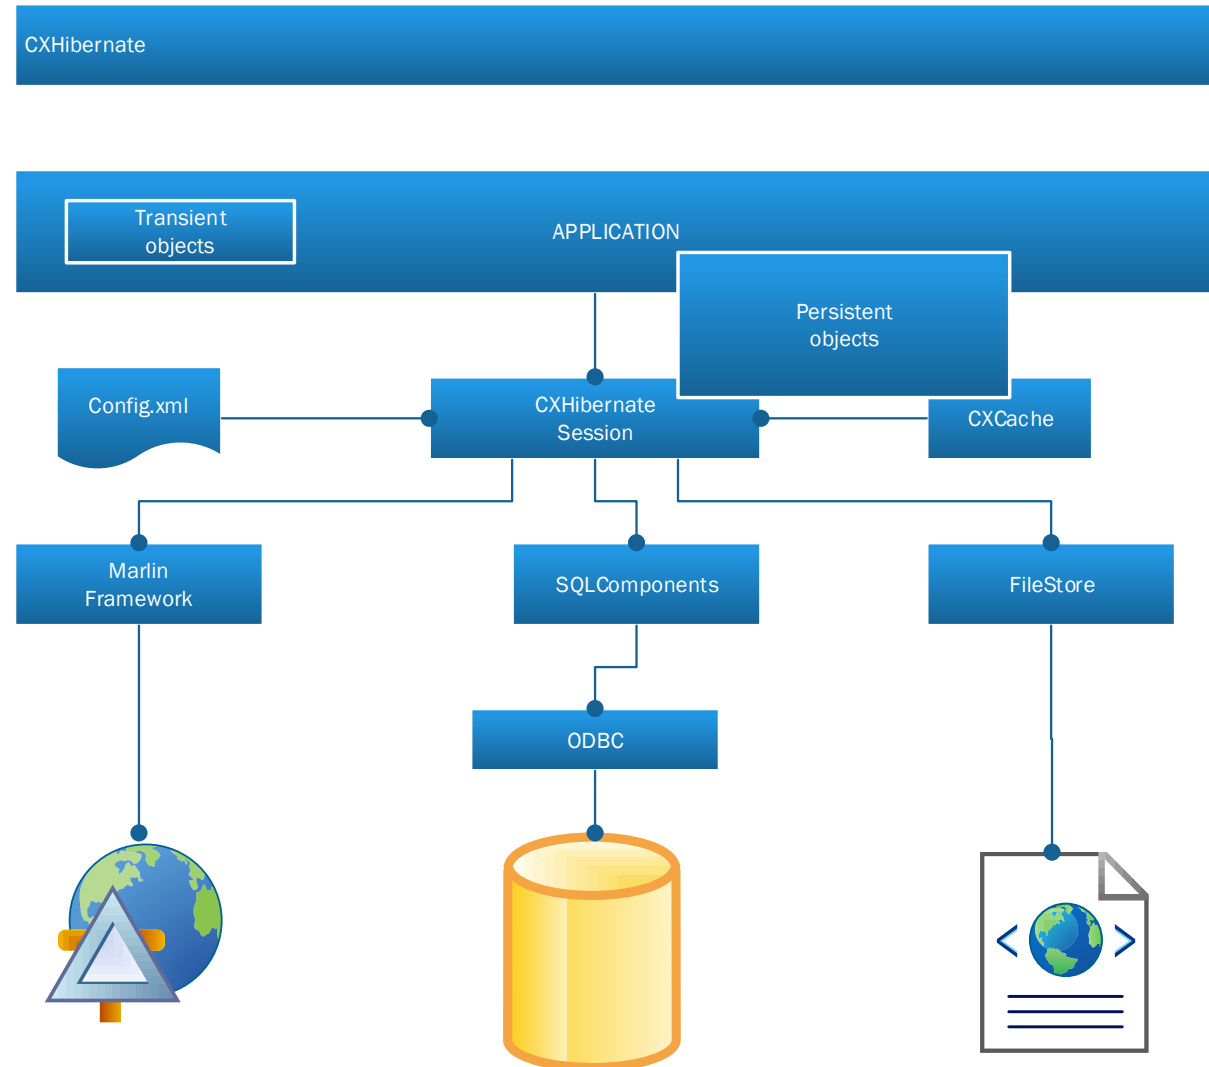 CXHibernate
Transient
objects
APPLICATION
Persistent
objects
Config.xml
CXHibernate
Session
CXCache
Marlin
Framework
SQLComponents
FileStore
ODBC